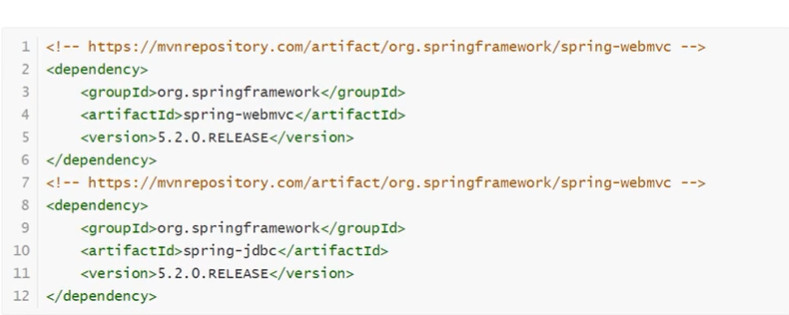 1 <!-- https://mvnrepository.com/artifact/org.springframework/spring-webmvc -->
2 <dependency>
3     <groupId>org.springframework</groupId>
4     <artifactId>spring-webmvc</artifactId>
5     <version>5.2.0.RELEASE</version>
6 </dependency>
7 <!-- https://mvnrepository.com/artifact/org.springframework/spring-webmvc -->
8 <dependency>
9     <groupId>org.springframework</groupId>
10     <artifactId>spring-jdbc</artifactId>
11     <version>5.2.0.RELEASE</version>
12 </dependency>